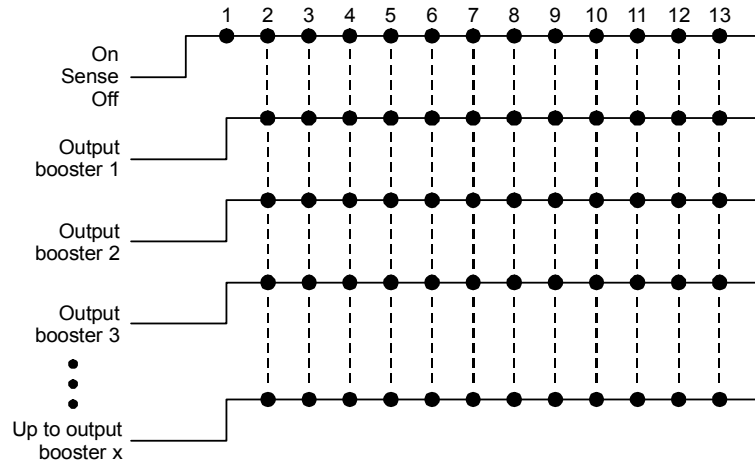 1 2 3 4 5 6 7 8 9 10 11 12 13
On
Sense
Off
Output
booster 1
Output
booster 2
Output
booster 3
Up to output
booster x